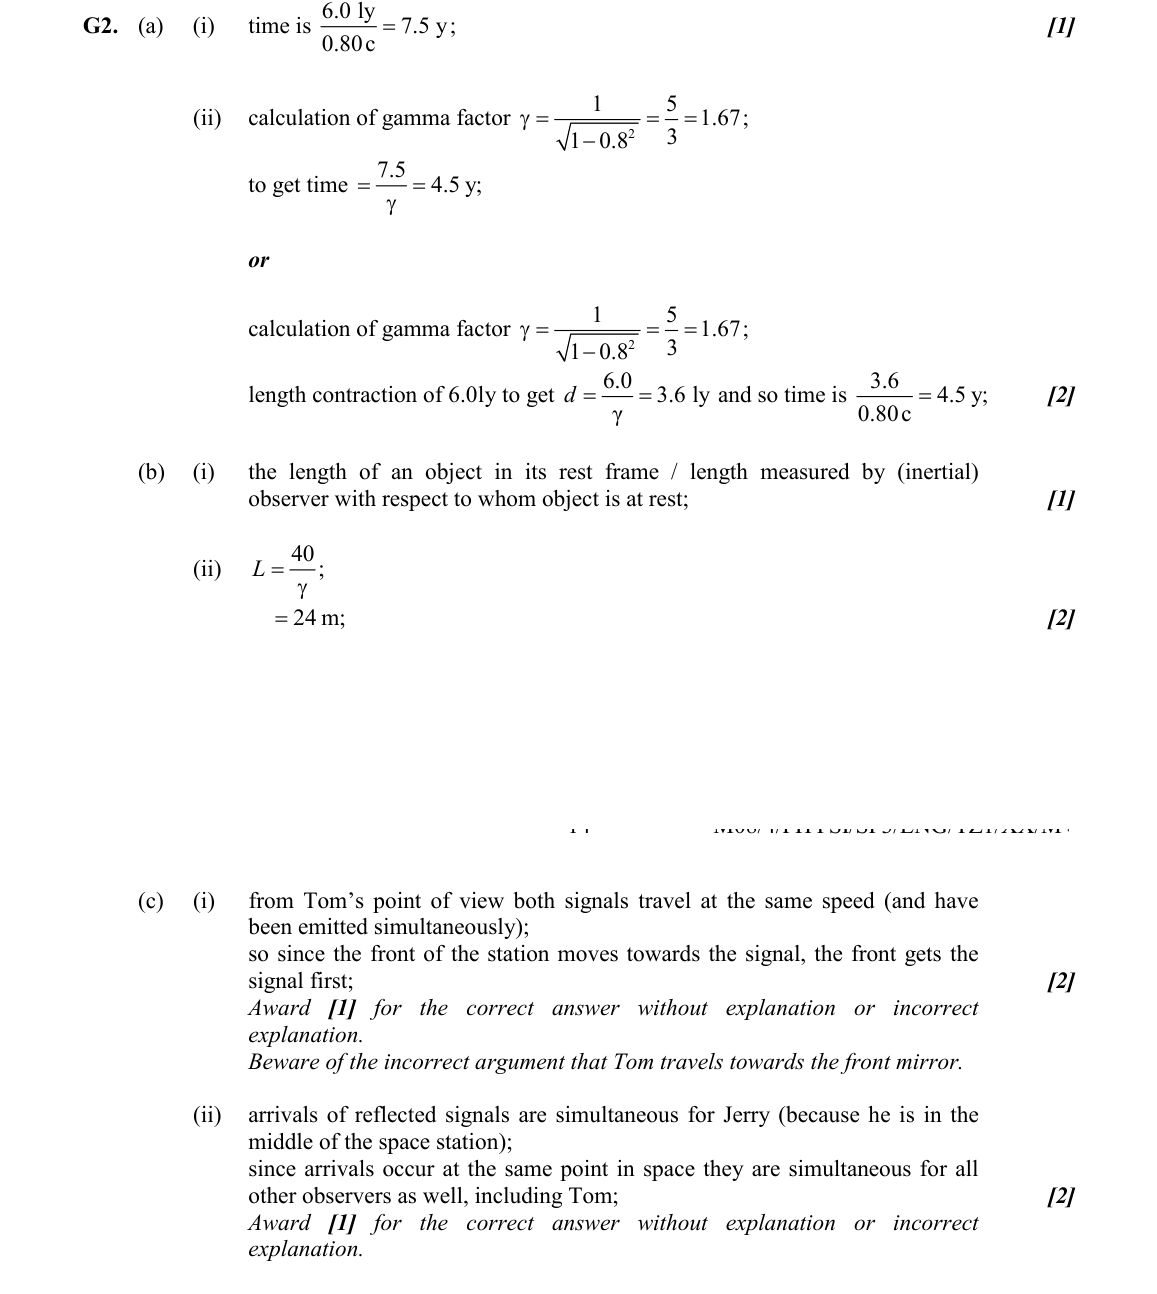 G2. (a) (i) time is 6.0 ly / 0.80 c = 7.5 y; [1]
(ii) calculation of gamma factor γ = 1 / √(1 − 0.8²) = 5/3 = 1.67;
to get time = 7.5 / γ = 4.5 y;
or
calculation of gamma factor γ = 1 / √(1 − 0.8²) = 5/3 = 1.67;
length contraction of 6.0ly to get d = 6.0 / γ = 3.6 ly and so time is 3.6 / 0.80 c = 4.5 y; [2]
(b) (i) the length of an object in its rest frame / length measured by (inertial)
observer with respect to whom object is at rest; [1]
(ii) L = 40 / γ ;
= 24 m; [2]
(c) (i) from Tom’s point of view both signals travel at the same speed (and have
been emitted simultaneously);
so since the front of the station moves towards the signal, the front gets the
signal first; [2]
Award [1] for the correct answer without explanation or incorrect
explanation.
Beware of the incorrect argument that Tom travels towards the front mirror.
(ii) arrivals of reflected signals are simultaneous for Jerry (because he is in the
middle of the space station);
since arrivals occur at the same point in space they are simultaneous for all
other observers as well, including Tom; [2]
Award [1] for the correct answer without explanation or incorrect
explanation.